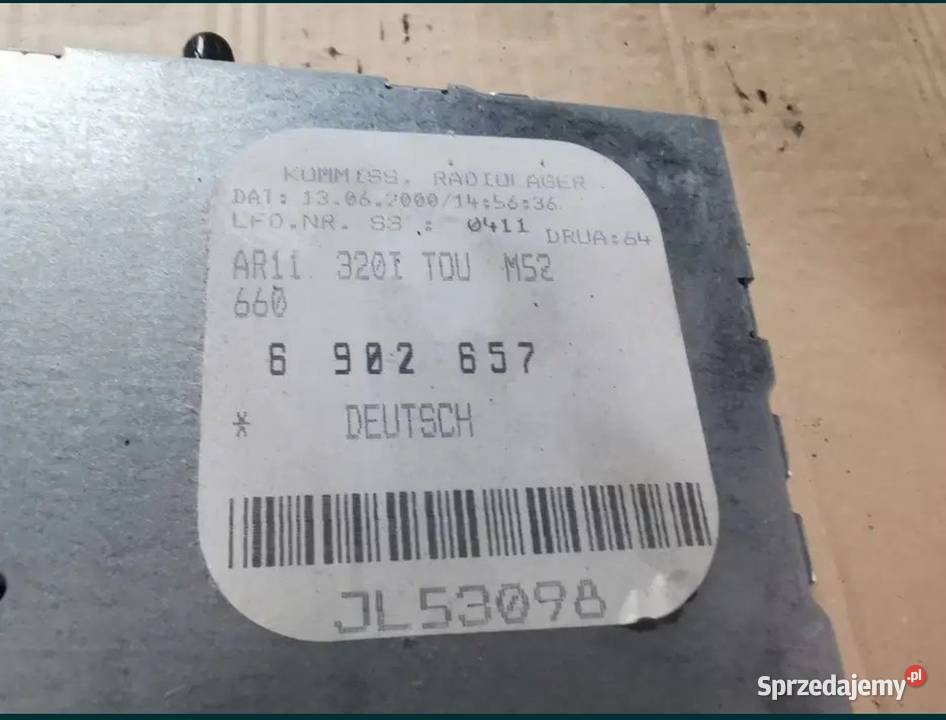 KOMMISS. RADIOLAGER
DAT: 13.06.2000/14:56:36
LFD.NR. S3 : 0411 DRUA:64
AR11 320I TOU M52
660
6 902 657
* DEUTSCH
JL53098
Sprzedajemy.pl